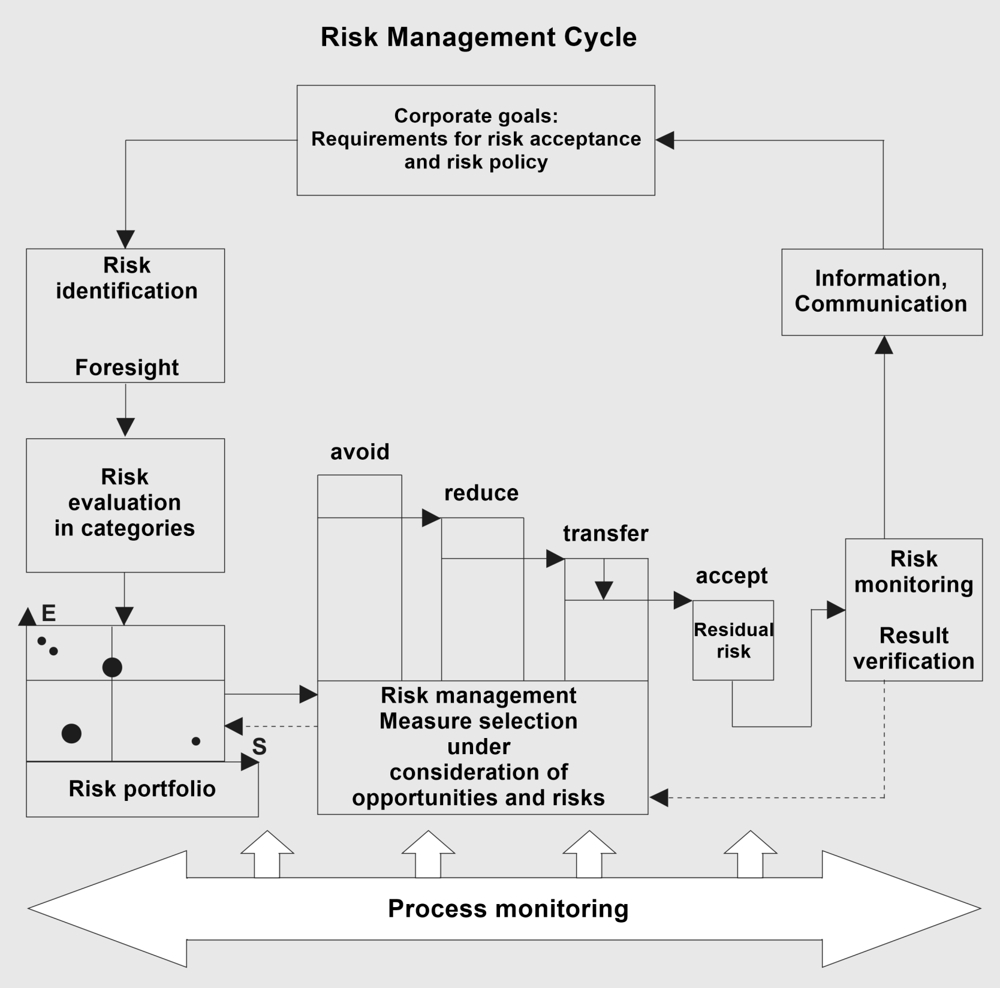 Risk Management Cycle
Corporate goals:
Requirements for risk acceptance
and risk policy
Risk
identification
Foresight
Information,
Communication
Risk
evaluation
in categories
avoid
reduce
transfer
accept
Residual
risk
Risk
monitoring
Result
verification
E
S
Risk portfolio
Risk management
Measure selection
under
consideration of
opportunities and risks
Process monitoring